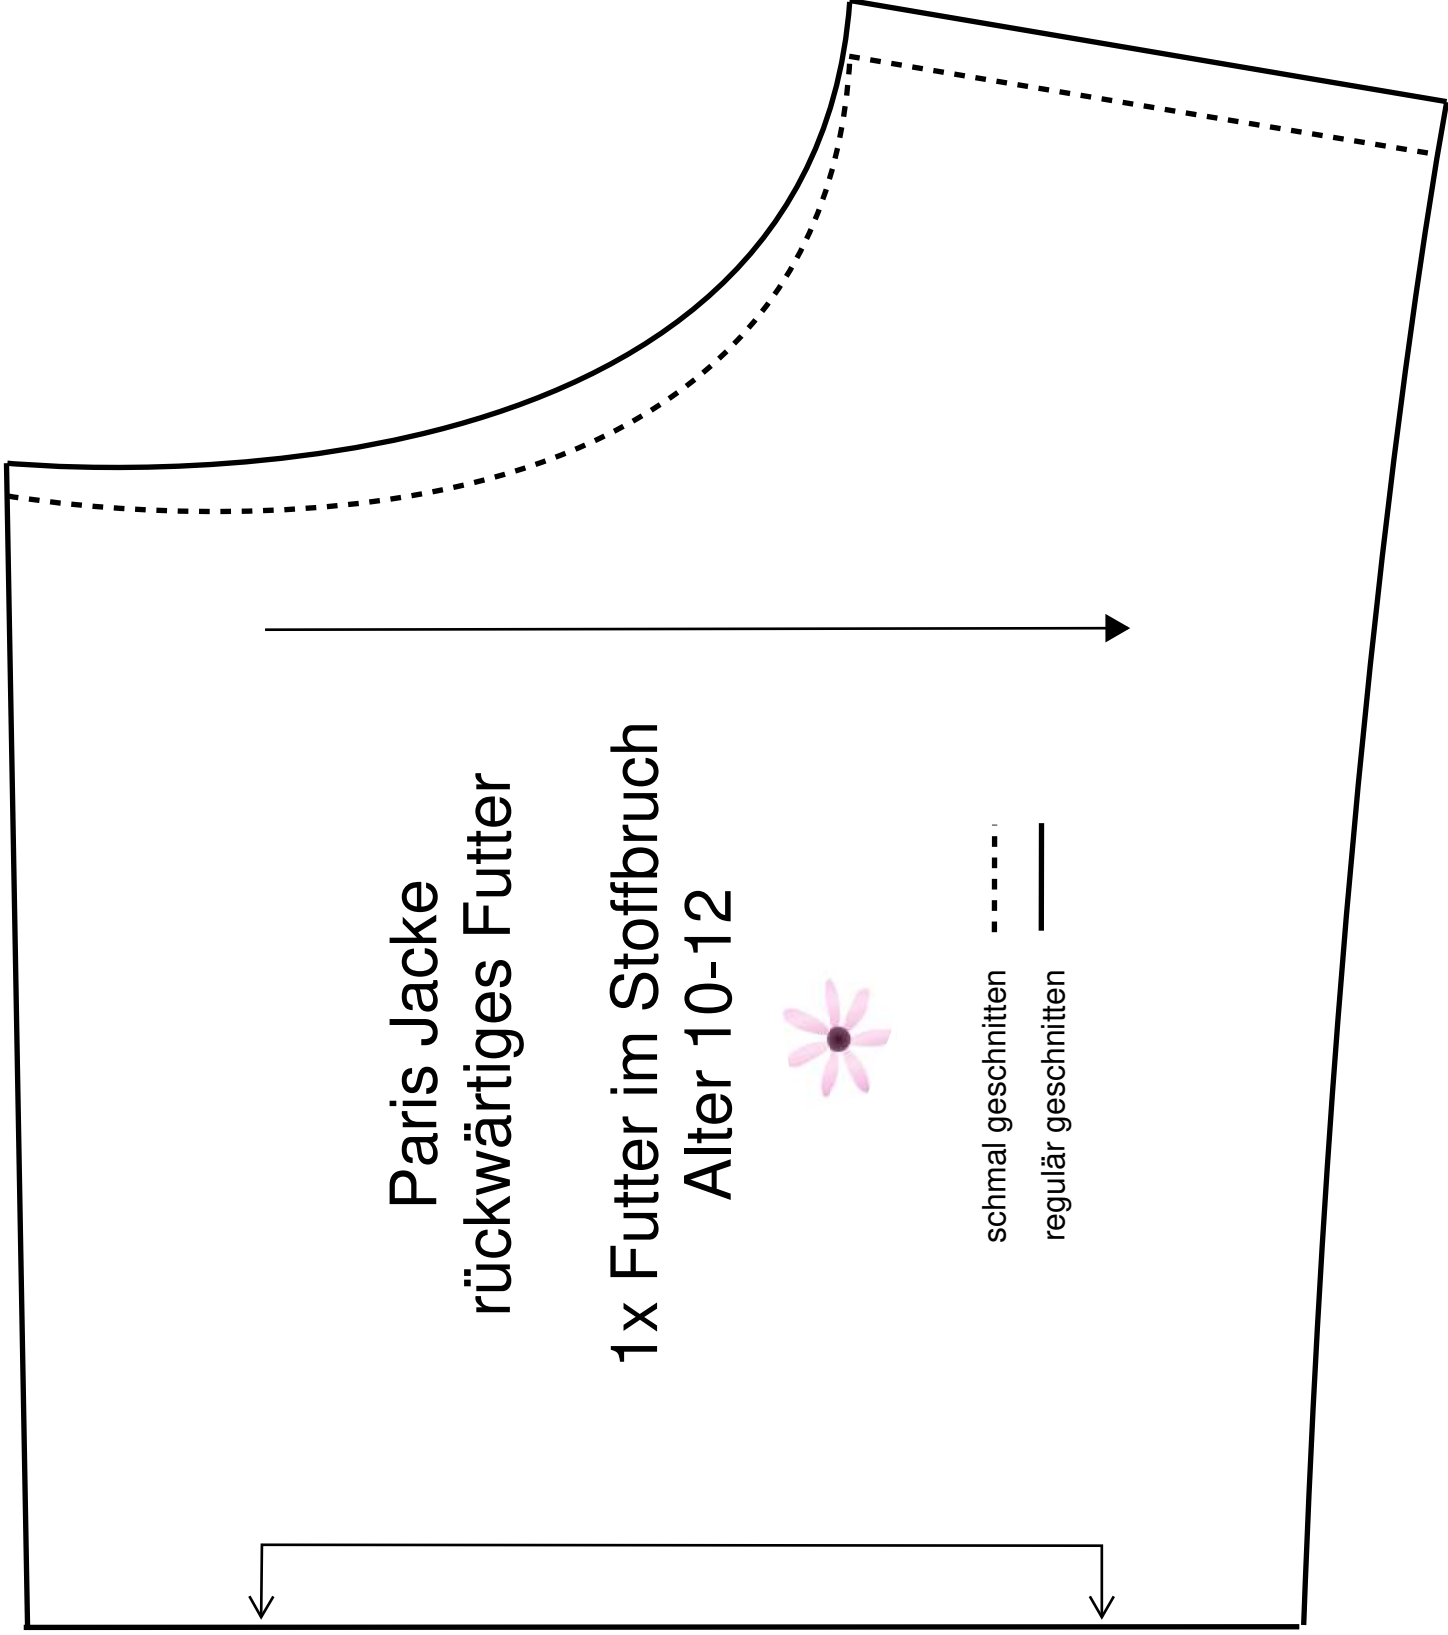 Paris Jacke
rückwärtiges Futter
1x Futter im Stoffbruch
Alter 10-12
schmal geschnitten
regulär geschnitten